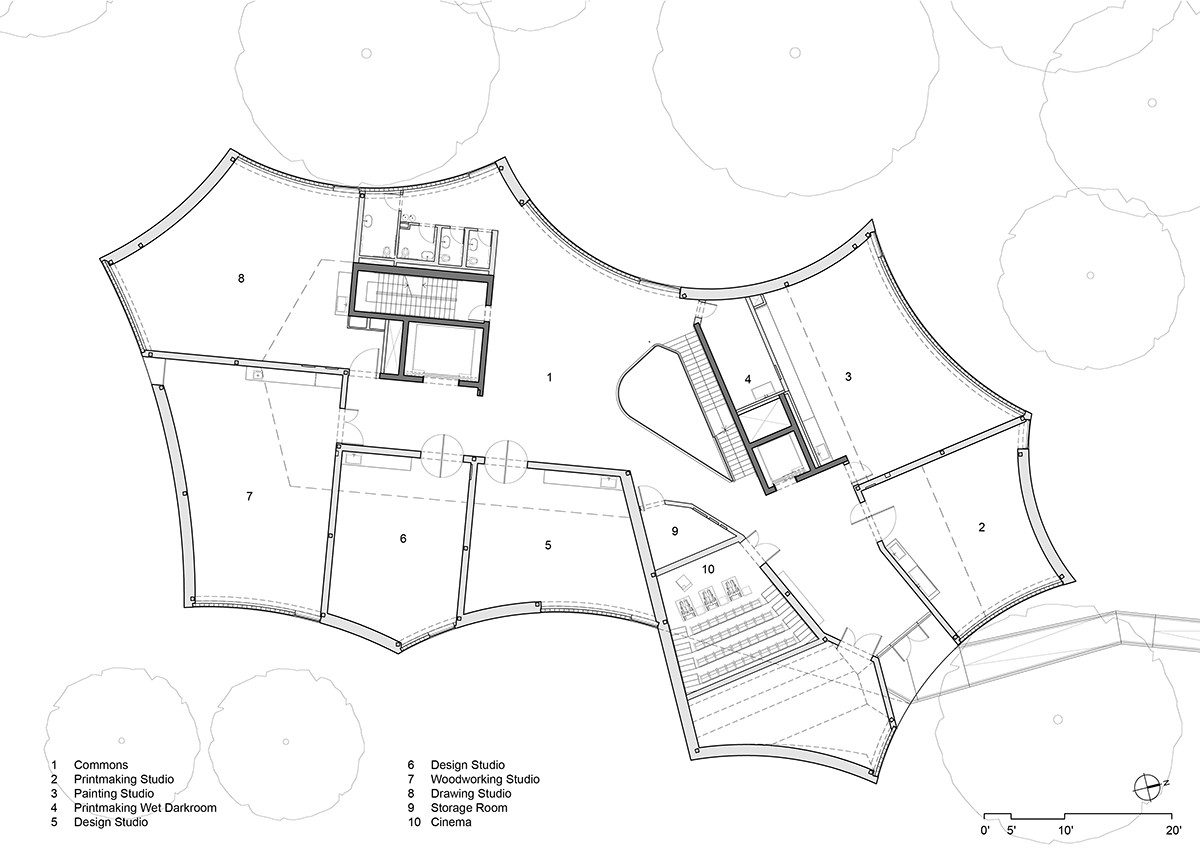 8
1
4
3
7
2
9
6
5
10
1 Commons
2 Printmaking Studio
3 Painting Studio
4 Printmaking Wet Darkroom
5 Design Studio
6 Design Studio
7 Woodworking Studio
8 Drawing Studio
9 Storage Room
10 Cinema
N
0' 5' 10' 20'